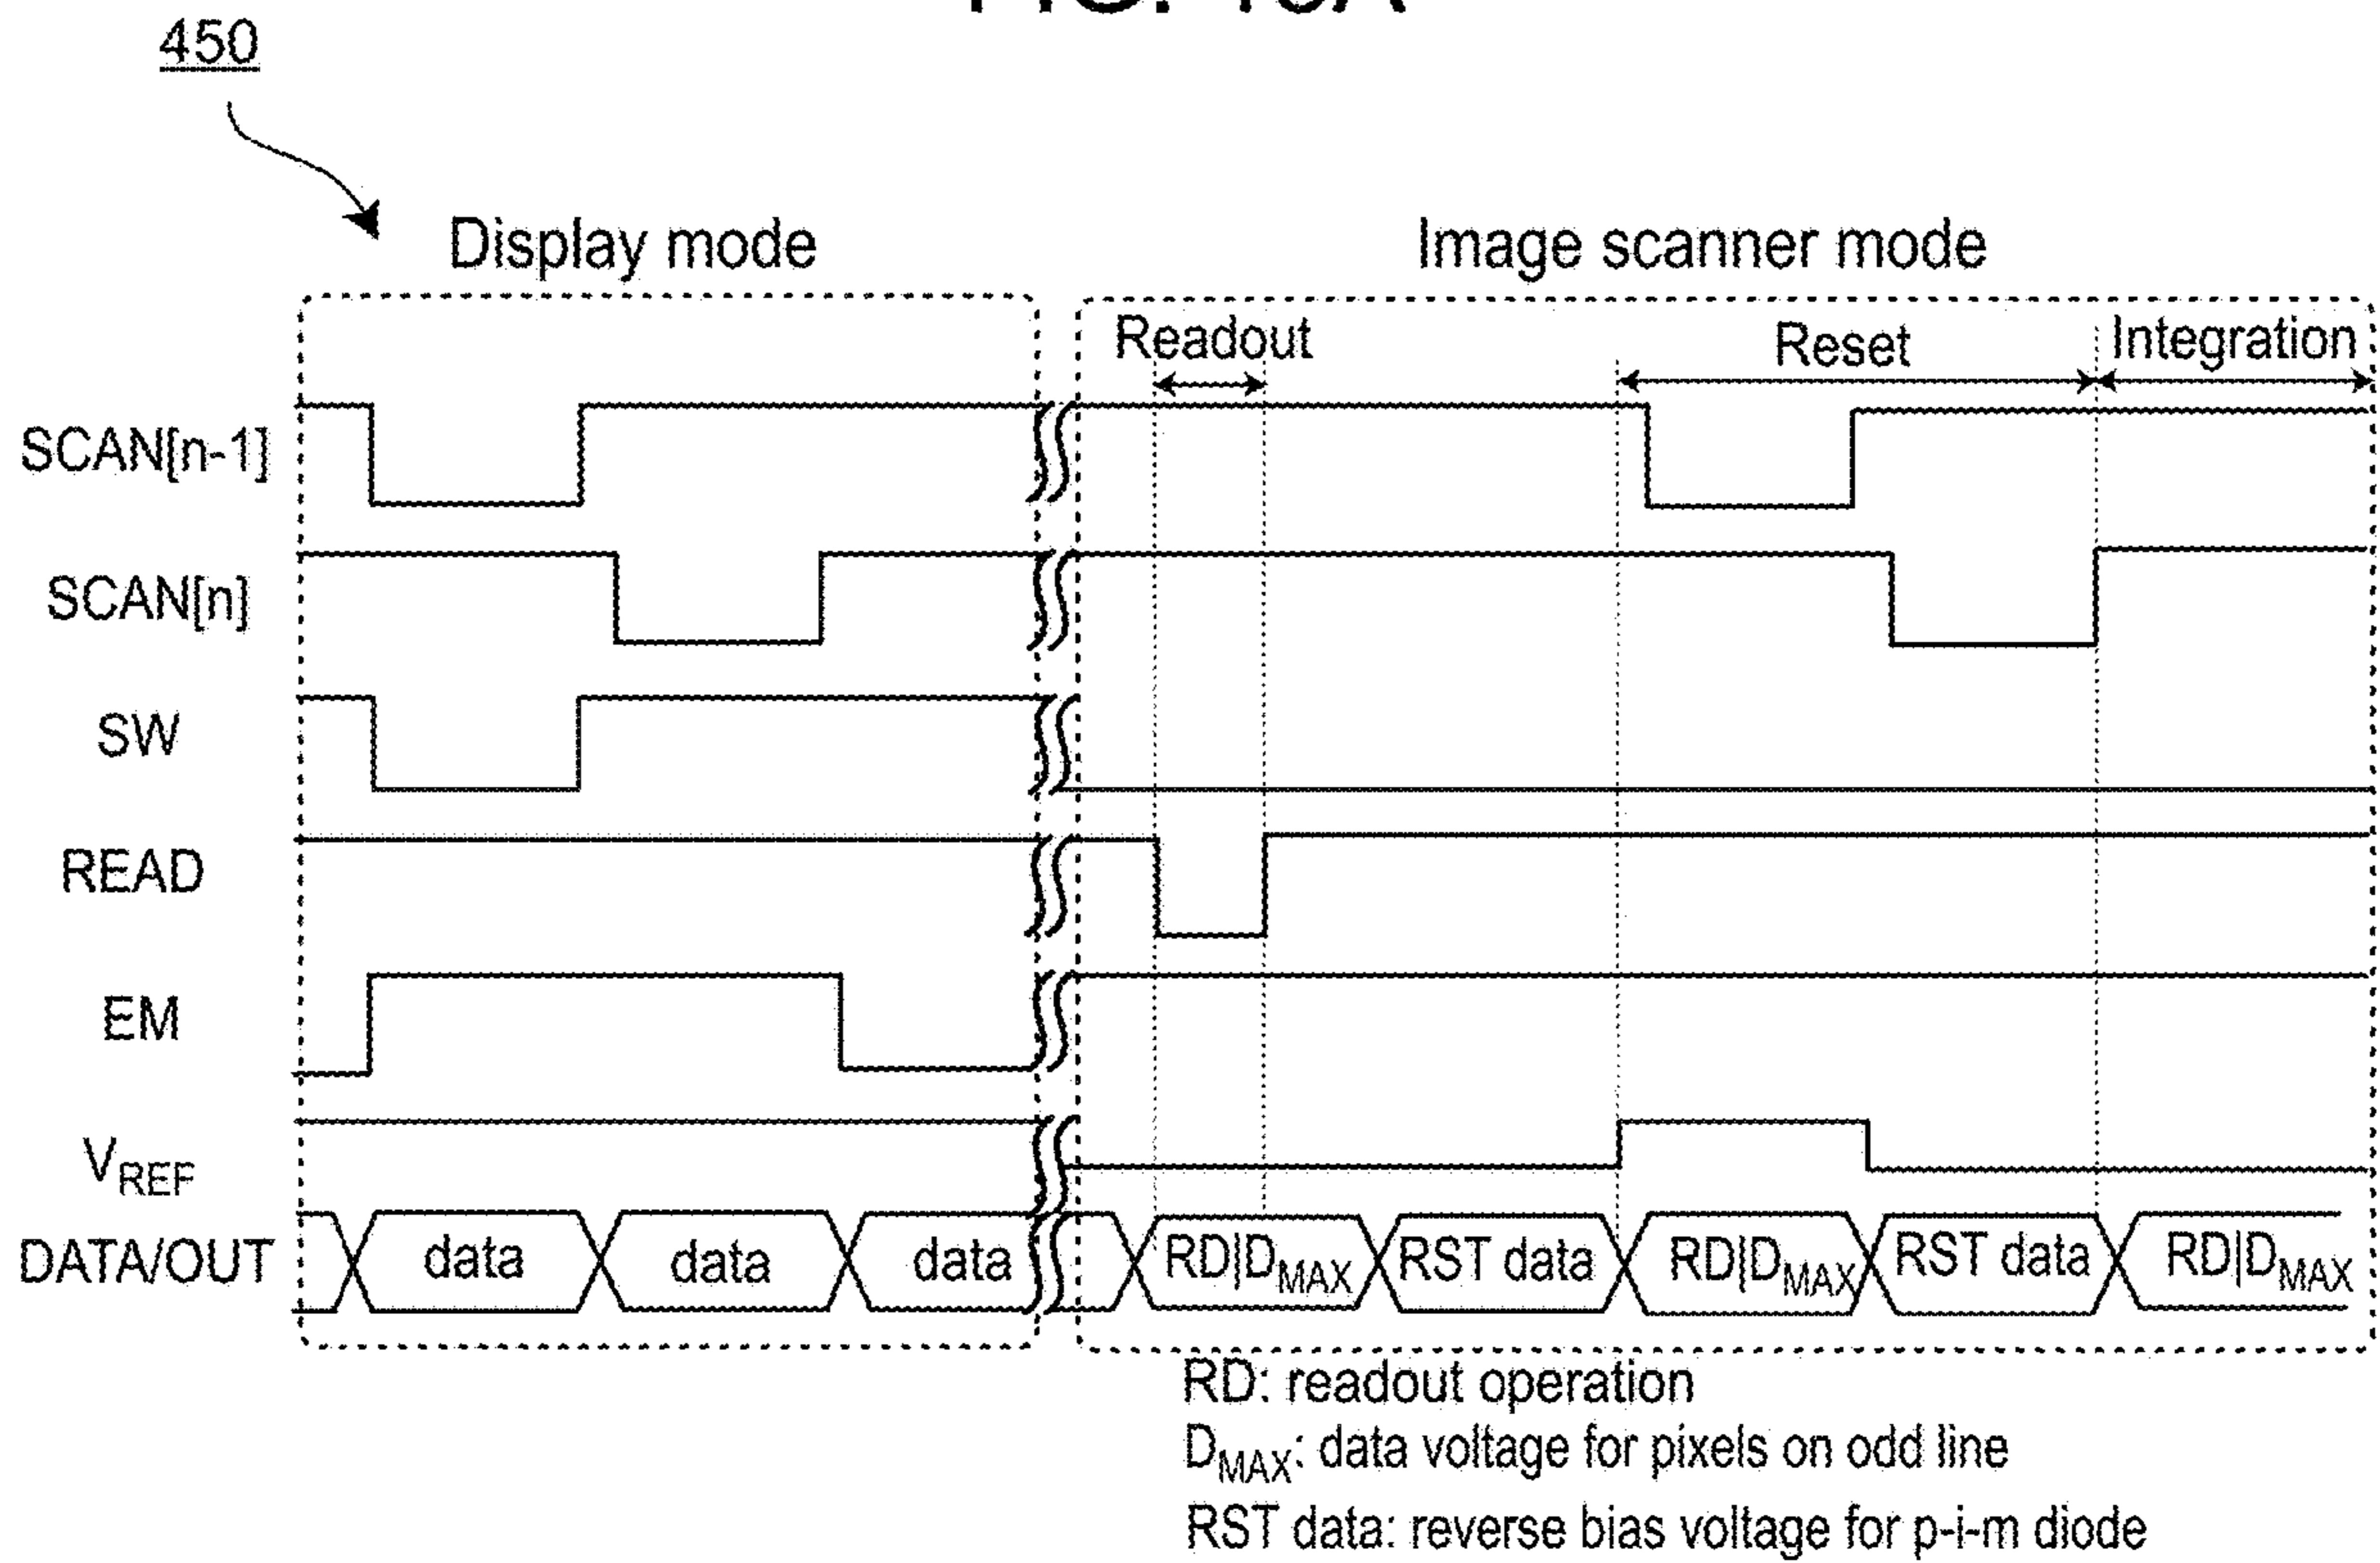 450
Display mode
Image scanner mode
Readout
Reset
Integration
SCAN[n-1]
SCAN[n]
SW
READ
EM
VREF
DATA/OUT
data
data
data
RD|DMAX
RST data
RD|DMAX
RST data
RD|DMAX
RD: readout operation
DMAX: data voltage for pixels on odd line
RST data: reverse bias voltage for p-i-m diode